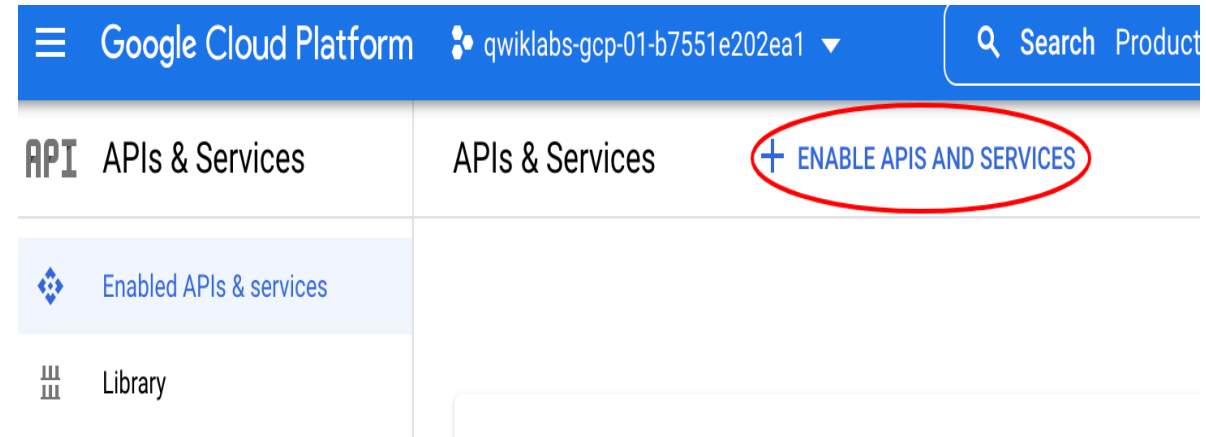 Google Cloud Platform qwiklabs-gcp-01-b7551e202ea1 Search Product
API APIs & Services APIs & Services + ENABLE APIS AND SERVICES
Enabled APIs & services
Library